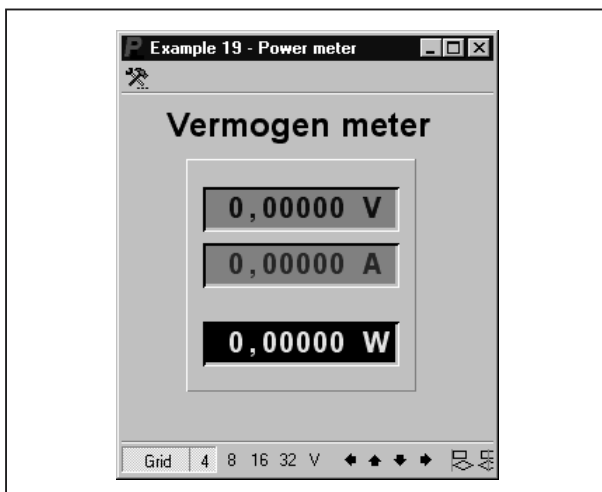 Example 19 - Power meter
Vermogen meter
0,00000 V
0,00000 A
0,00000 W
Grid 4 8 16 32 V